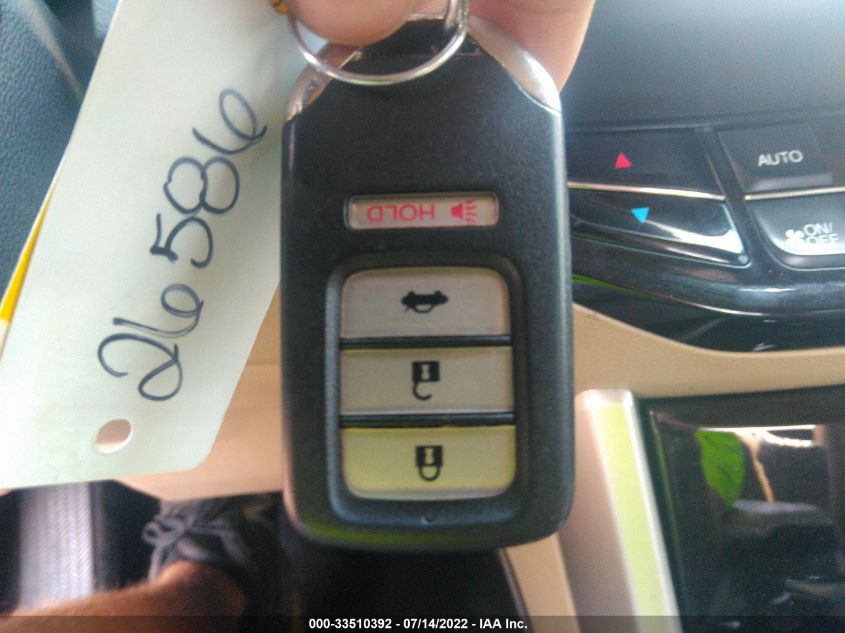 26586
HOLD
AUTO
ON/
OFF
000-33510392 - 07/14/2022 - IAA Inc.